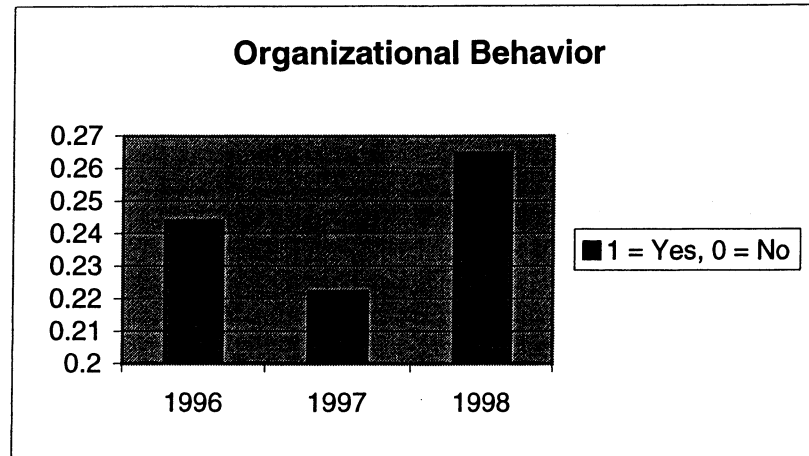 Organizational Behavior
0.27
0.26
0.25
0.24
0.23
0.22
0.21
0.2
1996 1997 1998
1 = Yes, 0 = No